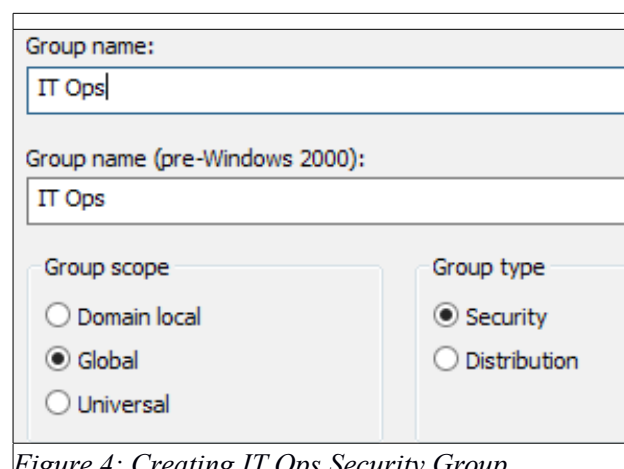 Group name:
IT Ops
Group name (pre-Windows 2000):
IT Ops
Group scope
Group type
Domain local
Security
Global
Distribution
Universal
Figure 4: Creating IT Ops Security Group